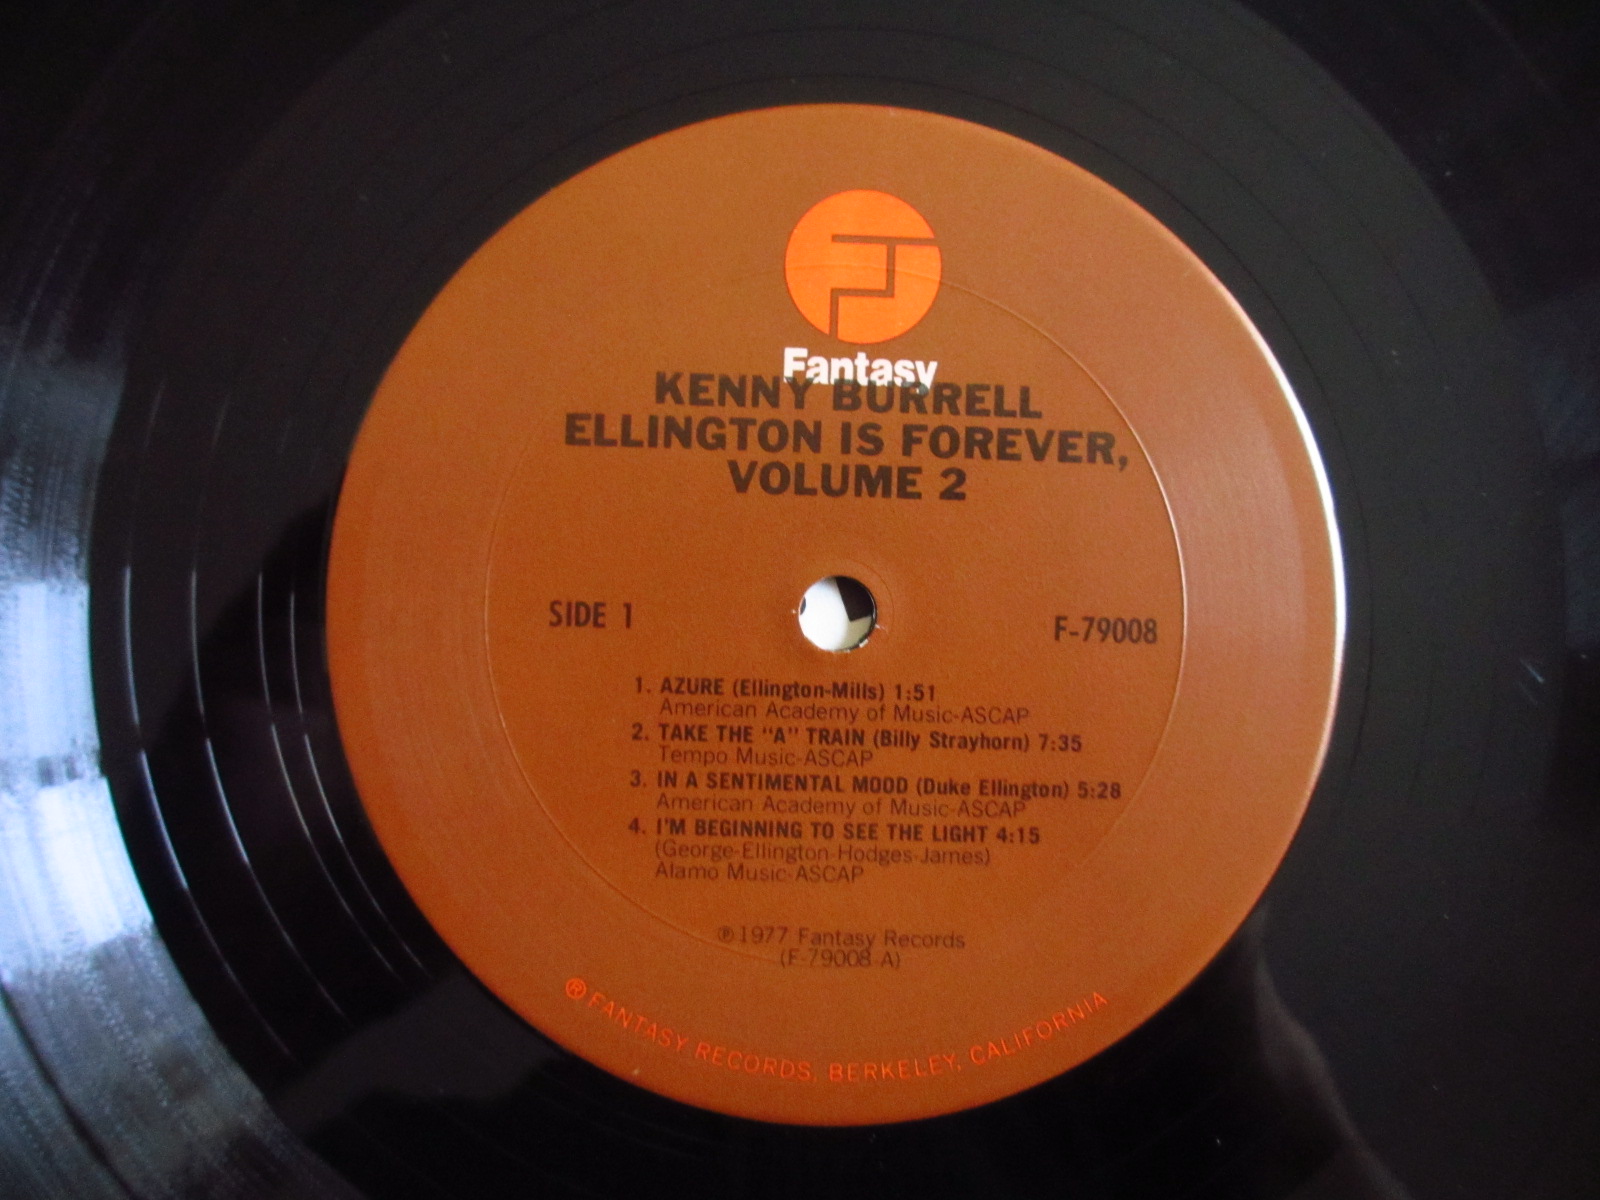 Fantasy
KENNY BURRELL
ELLINGTON IS FOREVER,
VOLUME 2
SIDE 1
F-79008
1. AZURE (Ellington-Mills) 1:51
American Academy of Music-ASCAP
2. TAKE THE "A" TRAIN (Billy Strayhorn) 7:35
Tempo Music-ASCAP
3. IN A SENTIMENTAL MOOD (Duke Ellington) 5:28
American Academy of Music-ASCAP
4. I'M BEGINNING TO SEE THE LIGHT 4:15
(George-Ellington-Hodges-James)
Alamo Music-ASCAP
℗1977 Fantasy Records
(F-79008-A)
® FANTASY RECORDS, BERKELEY, CALIFORNIA